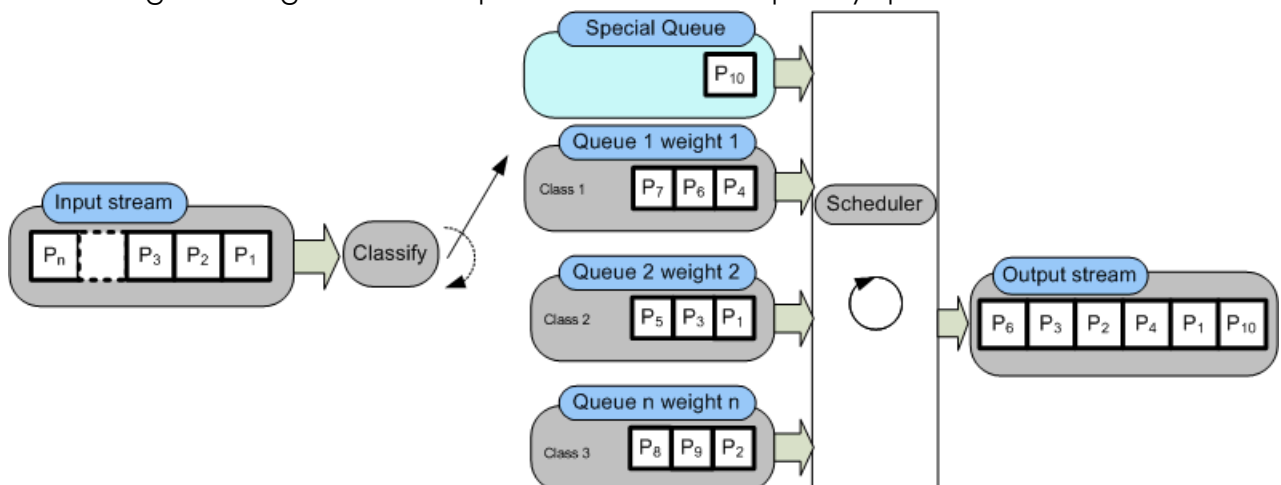 Special Queue
P10
Queue 1 weight 1
Class 1
P7 P6 P4
Input stream
Pn P3 P2 P1
Classify
Scheduler
Queue 2 weight 2
Class 2
P5 P3 P1
Output stream
P6 P3 P2 P4 P1 P10
Queue n weight n
Class 3
P8 P9 P2